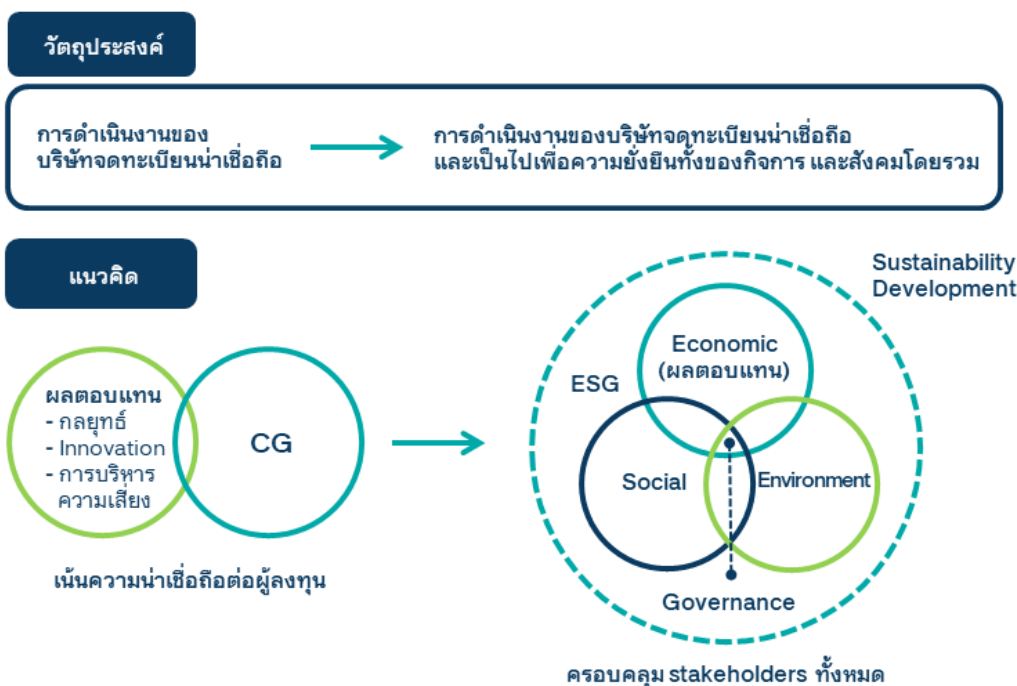 วัตถุประสงค์
การดำเนินงานของ
บริษัทจดทะเบียนน่าเชื่อถือ
การดำเนินงานของบริษัทจดทะเบียนน่าเชื่อถือ
และเป็นไปเพื่อความยั่งยืนทั้งของกิจการ และสังคมโดยรวม
แนวคิด
ผลตอบแทน
- กลยุทธ์
- Innovation
- การบริหาร
ความเสี่ยง
CG
เน้นความน่าเชื่อถือต่อผู้ลงทุน
Sustainability
Development
ESG
Economic
(ผลตอบแทน)
Social
Environment
Governance
ครอบคลุม stakeholders ทั้งหมด